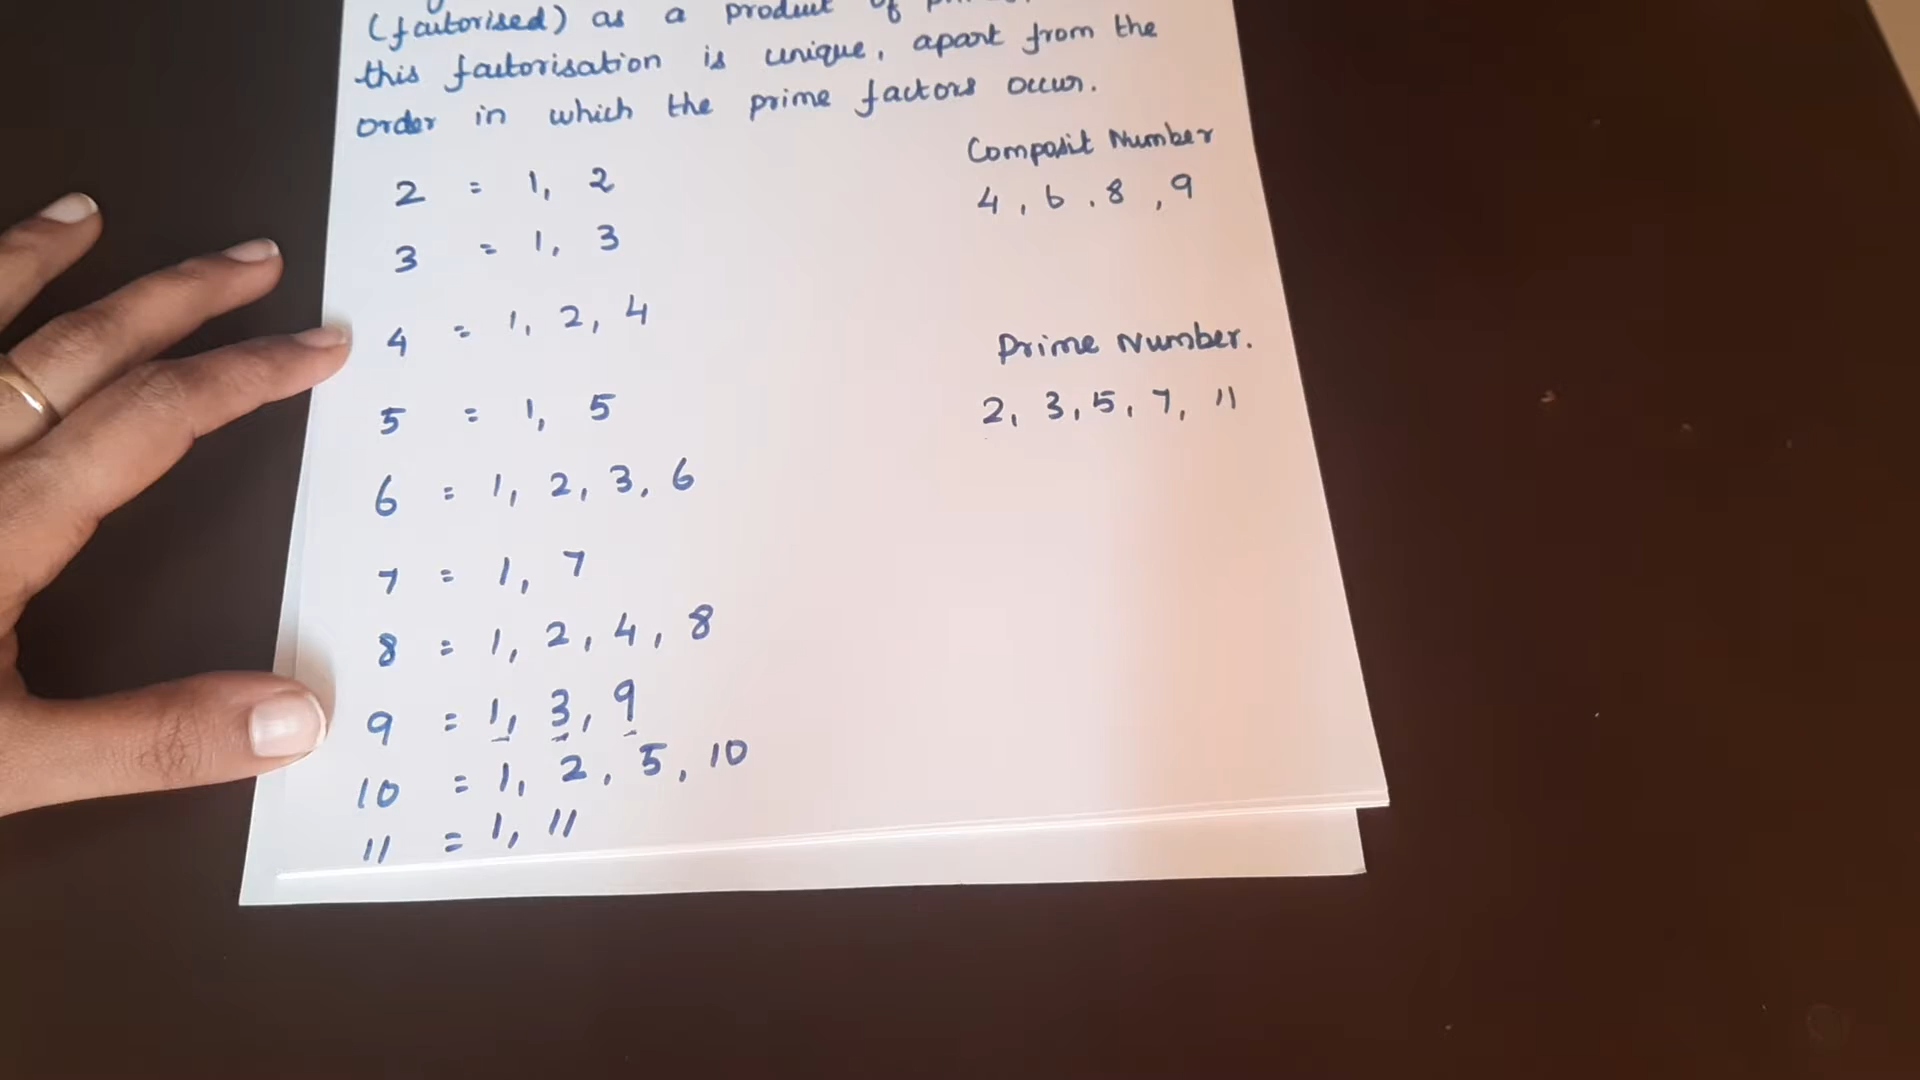 (factorised) as a product of
this factorisation is unique, apart from the
order in which the prime factors occur.
Composit Number
4, 6, 8, 9
2 = 1, 2
3 = 1, 3
4 = 1, 2, 4
Prime Number.
2, 3, 5, 7, 11
5 = 1, 5
6 = 1, 2, 3, 6
7 = 1, 7
8 = 1, 2, 4, 8
9 = 1, 3, 9
10 = 1, 2, 5, 10
11 = 1, 11